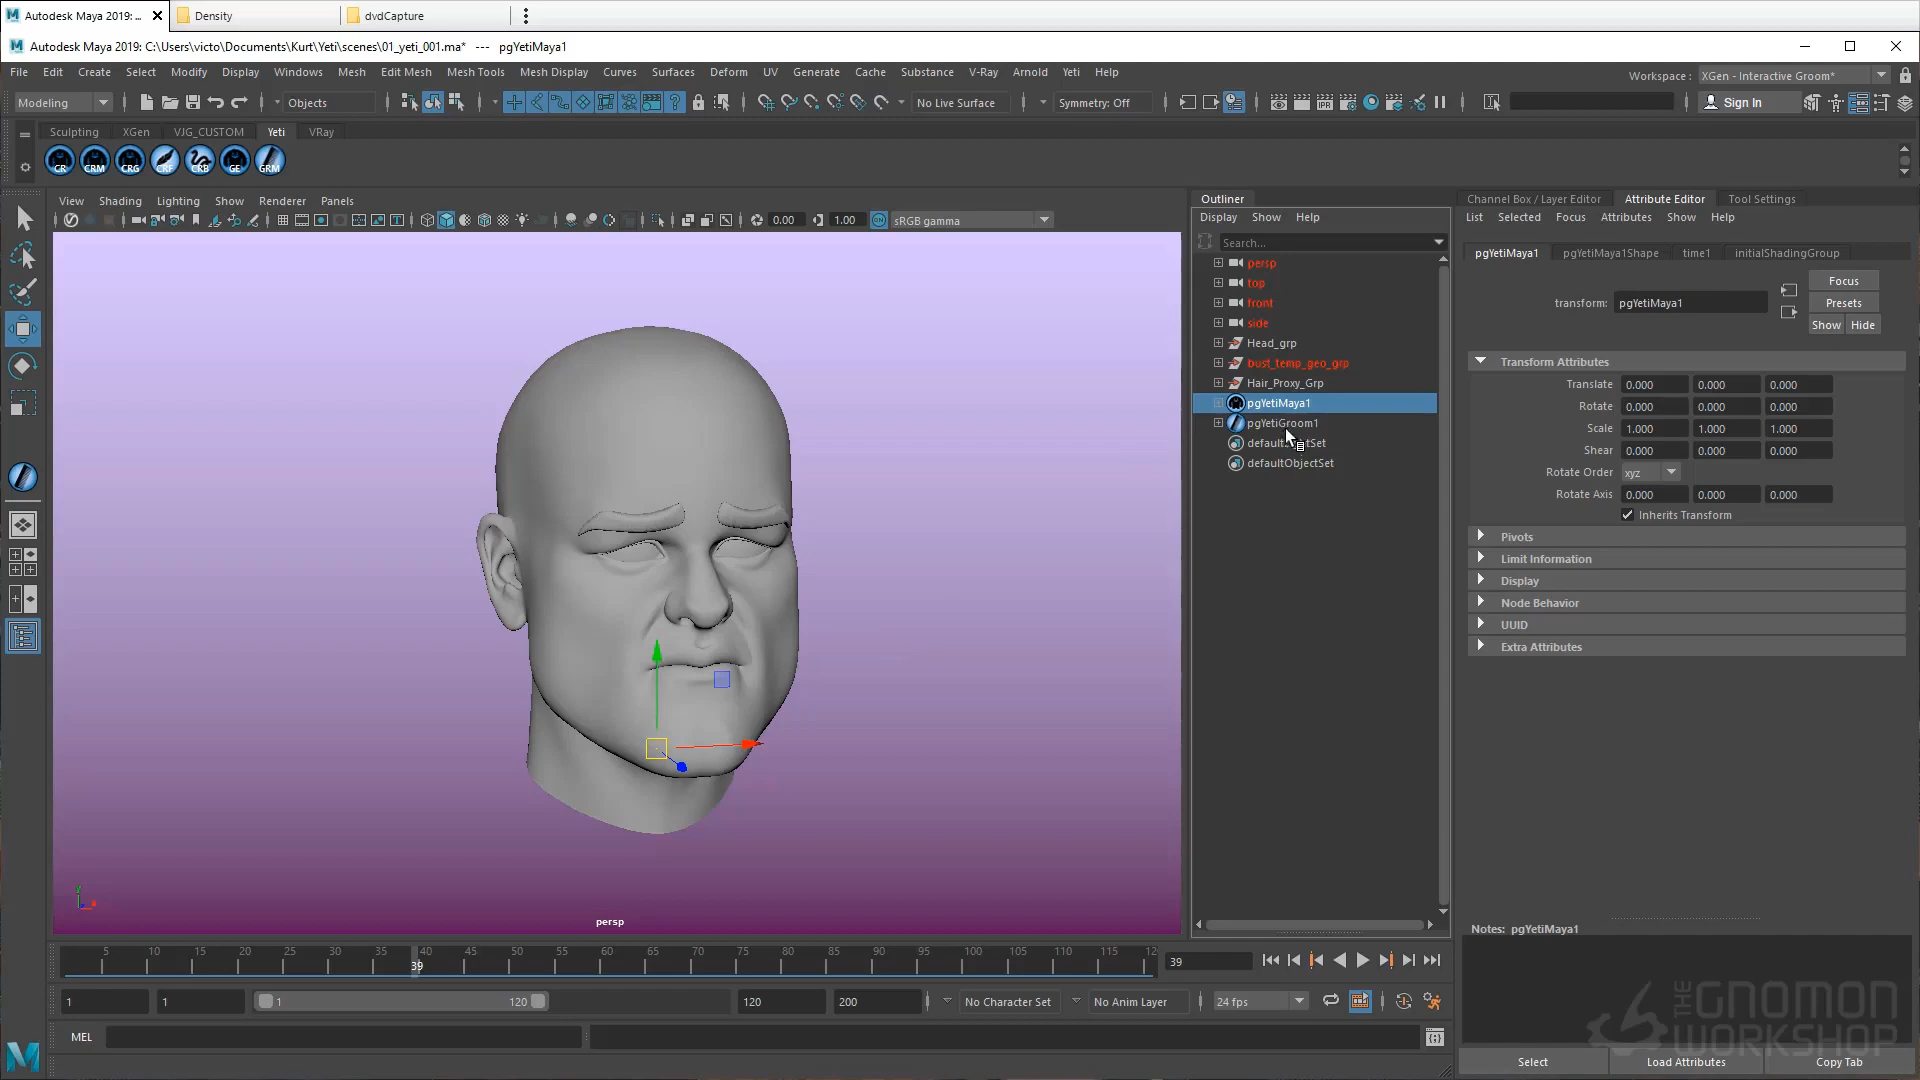 Autodesk Maya 2019: ...
Density
dvdCapture
Autodesk Maya 2019: C:\Users\victo\Documents\Kurt\Yeti\scenes\01_yeti_001.ma* --- pgYetiMaya1
File Edit Create Select Modify Display Windows Mesh Edit Mesh Mesh Tools Mesh Display Curves Surfaces Deform UV Generate Cache Substance V-Ray Arnold Yeti Help
Workspace : XGen - Interactive Groom*
Modeling
Objects
No Live Surface
Symmetry: Off
IPR
Sign In
Sculpting XGen VJG_CUSTOM Yeti VRay
CR CRM CRG CRF CRB GE GRM
View Shading Lighting Show Renderer Panels
0.00
1.00
sRGB gamma
persp
Outliner
Display Show Help
Search...
persp
top
front
side
Head_grp
bust_temp_geo_grp
Hair_Proxy_Grp
pgYetiMaya1
pgYetiGroom1
defaultObjectSet
Channel Box / Layer Editor Attribute Editor Tool Settings
List Selected Focus Attributes Show Help
pgYetiMaya1 pgYetiMaya1Shape time1 initialShadingGroup
transform: pgYetiMaya1
Focus
Presets
Show Hide
Transform Attributes
Translate 0.000 0.000 0.000
Rotate 0.000 0.000 0.000
Scale 1.000 1.000 1.000
Shear 0.000 0.000 0.000
Rotate Order xyz
Rotate Axis 0.000 0.000 0.000
Inherits Transform
Pivots
Limit Information
Display
Node Behavior
UUID
Extra Attributes
Notes: pgYetiMaya1
Select Load Attributes Copy Tab
5 10 15 20 25 30 35 40 45 50 55 60 65 70 75 80 85 90 95 100 105 110 115
39
39
1 1 1 120 120 200
No Character Set
No Anim Layer
24 fps
MEL
THE GNOMON WORKSHOP